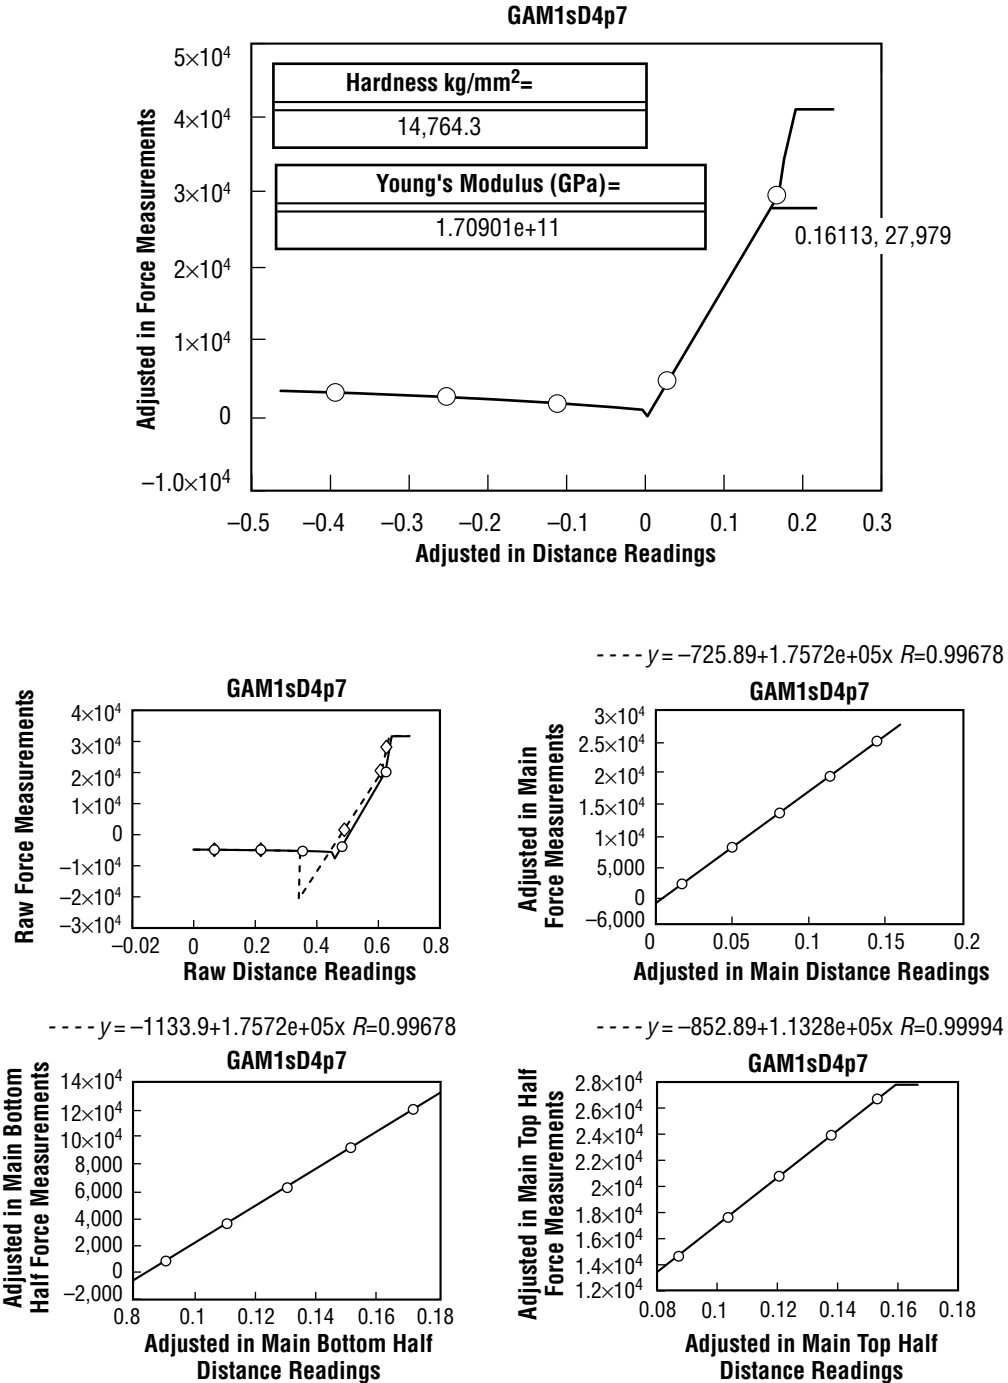 GAM1sD4p7
5×10⁴
4×10⁴
3×10⁴
2×10⁴
1×10⁴
0
–1.0×10⁴
Adjusted in Force Measurements
Hardness kg/mm²=
14,764.3
Young's Modulus (GPa)=
1.70901e+11
0.16113, 27,979
–0.5 –0.4 –0.3 –0.2 –0.1 0 0.1 0.2 0.3
Adjusted in Distance Readings
GAM1sD4p7
4×10⁴
3×10⁴
2×10⁴
1×10⁴
0
–1×10⁴
–2×10⁴
–3×10⁴
Raw Force Measurements
–0.02 0 0.2 0.4 0.6 0.8
Raw Distance Readings
y = –725.89+1.7572e+05x R=0.99678
GAM1sD4p7
3×10⁴
2.5×10⁴
2×10⁴
1.5×10⁴
1×10⁴
5,000
0
–6,000
Adjusted in Main
Force Measurements
0 0.05 0.1 0.15 0.2
Adjusted in Main Distance Readings
y = –1133.9+1.7572e+05x R=0.99678
GAM1sD4p7
14×10⁴
12×10⁴
10×10⁴
8,000
6,000
4,000
2,000
0
–2,000
Adjusted in Main Bottom
Half Force Measurements
0.8 0.1 0.12 0.14 0.16 0.18
Adjusted in Main Bottom Half
Distance Readings
y = –852.89+1.1328e+05x R=0.99994
GAM1sD4p7
2.8×10⁴
2.6×10⁴
2.4×10⁴
2.2×10⁴
2×10⁴
1.8×10⁴
1.6×10⁴
1.4×10⁴
1.2×10⁴
Adjusted in Main Top Half
Force Measurements
0.08 0.1 0.12 0.14 0.16 0.18
Adjusted in Main Top Half
Distance Readings